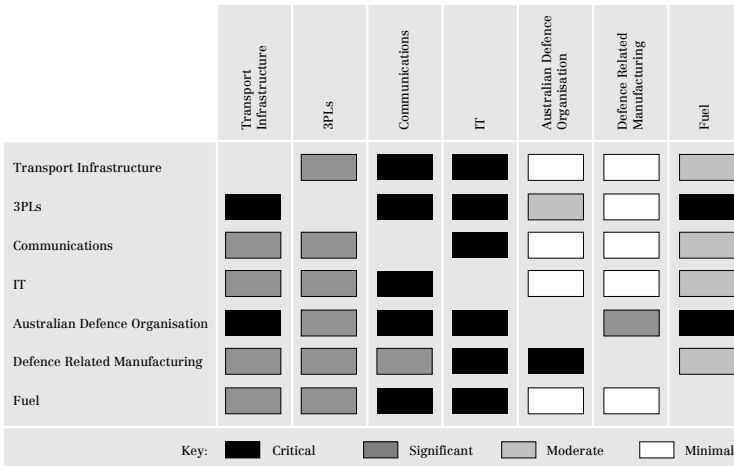 Transport
Infrastructure
3PLs
Communications
IT
Australian Defence
Organisation
Defence Related
Manufacturing
Fuel
Transport Infrastructure
3PLs
Communications
IT
Australian Defence Organisation
Defence Related Manufacturing
Fuel
Key: Critical Significant Moderate Minimal